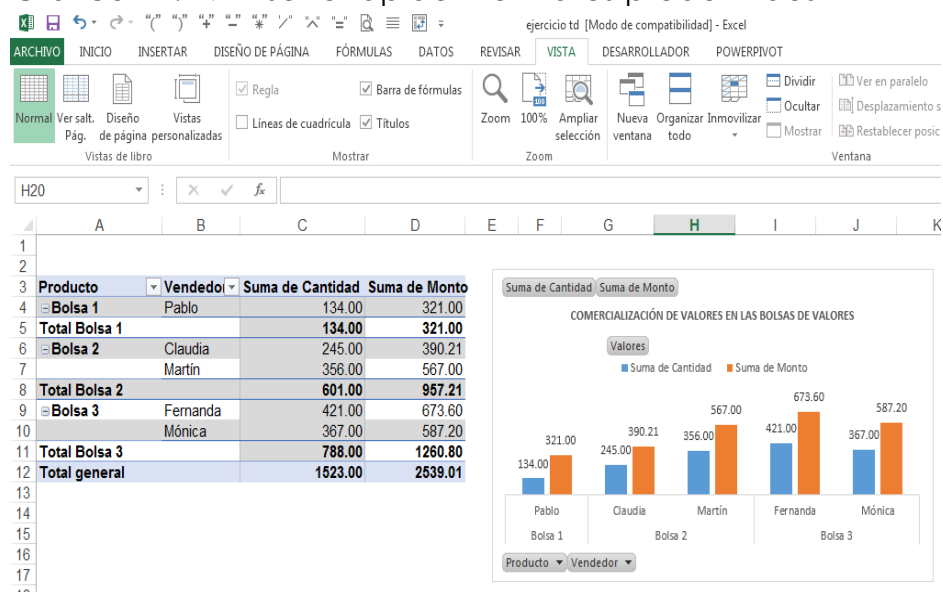 ejercicio td [Modo de compatibilidad] - Excel
ARCHIVO INICIO INSERTAR DISEÑO DE PÁGINA FÓRMULAS DATOS REVISAR VISTA DESARROLLADOR POWERPIVOT
Normal Ver salt. Pág. Diseño de página Vistas personalizadas
Vistas de libro
Regla Barra de fórmulas
Líneas de cuadrícula Títulos
Mostrar
Zoom 100% Ampliar selección
Zoom
Nueva ventana Organizar todo Inmovilizar
Dividir
Ocultar
Mostrar
Ver en paralelo
Desplazamiento s
Restablecer posic
Ventana
H20 fx
A B C D E F G H I J K
1
2
3 Producto Vendedor Suma de Cantidad Suma de Monto
4 Bolsa 1 Pablo 134.00 321.00
5 Total Bolsa 1 134.00 321.00
6 Bolsa 2 Claudia 245.00 390.21
7 Martín 356.00 567.00
8 Total Bolsa 2 601.00 957.21
9 Bolsa 3 Fernanda 421.00 673.60
10 Mónica 367.00 587.20
11 Total Bolsa 3 788.00 1260.80
12 Total general 1523.00 2539.01
13
14
15
16
17
Suma de Cantidad Suma de Monto
COMERCIALIZACIÓN DE VALORES EN LAS BOLSAS DE VALORES
Valores
Suma de Cantidad Suma de Monto
134.00 321.00 245.00 390.21 356.00 567.00 421.00 673.60 367.00 587.20
Pablo Claudia Martín Fernanda Mónica
Bolsa 1 Bolsa 2 Bolsa 3
Producto Vendedor